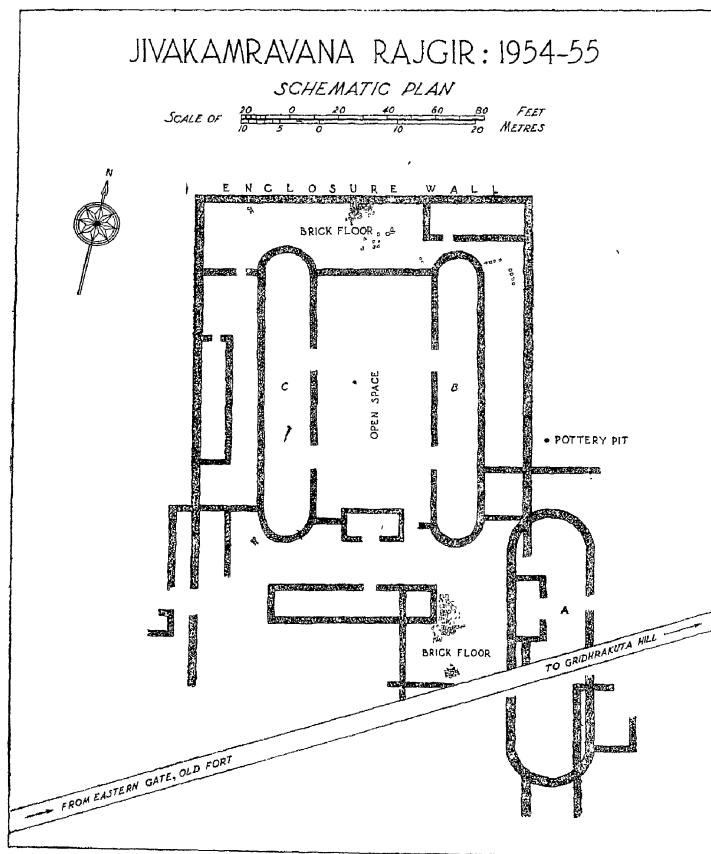 JIVAKAMRAVANA RAJGIR: 1954-55
SCHEMATIC PLAN
SCALE OF
20 0 20 40 60 80 FEET
10 5 0 10 20 METRES
N
ENCLOSURE WALL
BRICK FLOOR
C
OPEN SPACE
B
POTTERY PIT
A
BRICK FLOOR
TO GRIDHRAKUTA HILL
FROM EASTERN GATE, OLD FORT